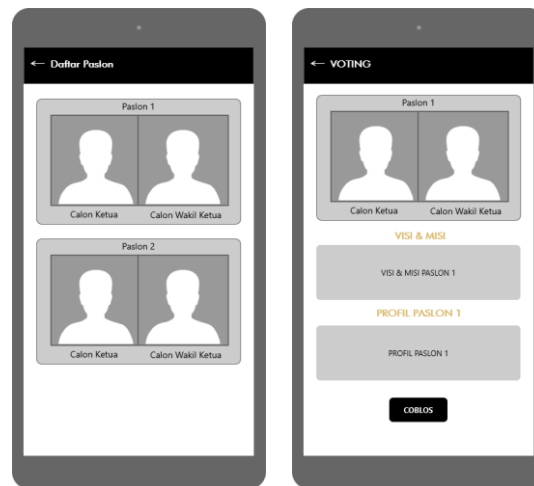 ← Daftar Paslon
Paslon 1
Calon Ketua Calon Wakil Ketua
Paslon 2
Calon Ketua Calon Wakil Ketua
← VOTING
Paslon 1
Calon Ketua Calon Wakil Ketua
VISI & MISI
VISI & MISI PASLON 1
PROFIL PASLON 1
PROFIL PASLON 1
COBLOS